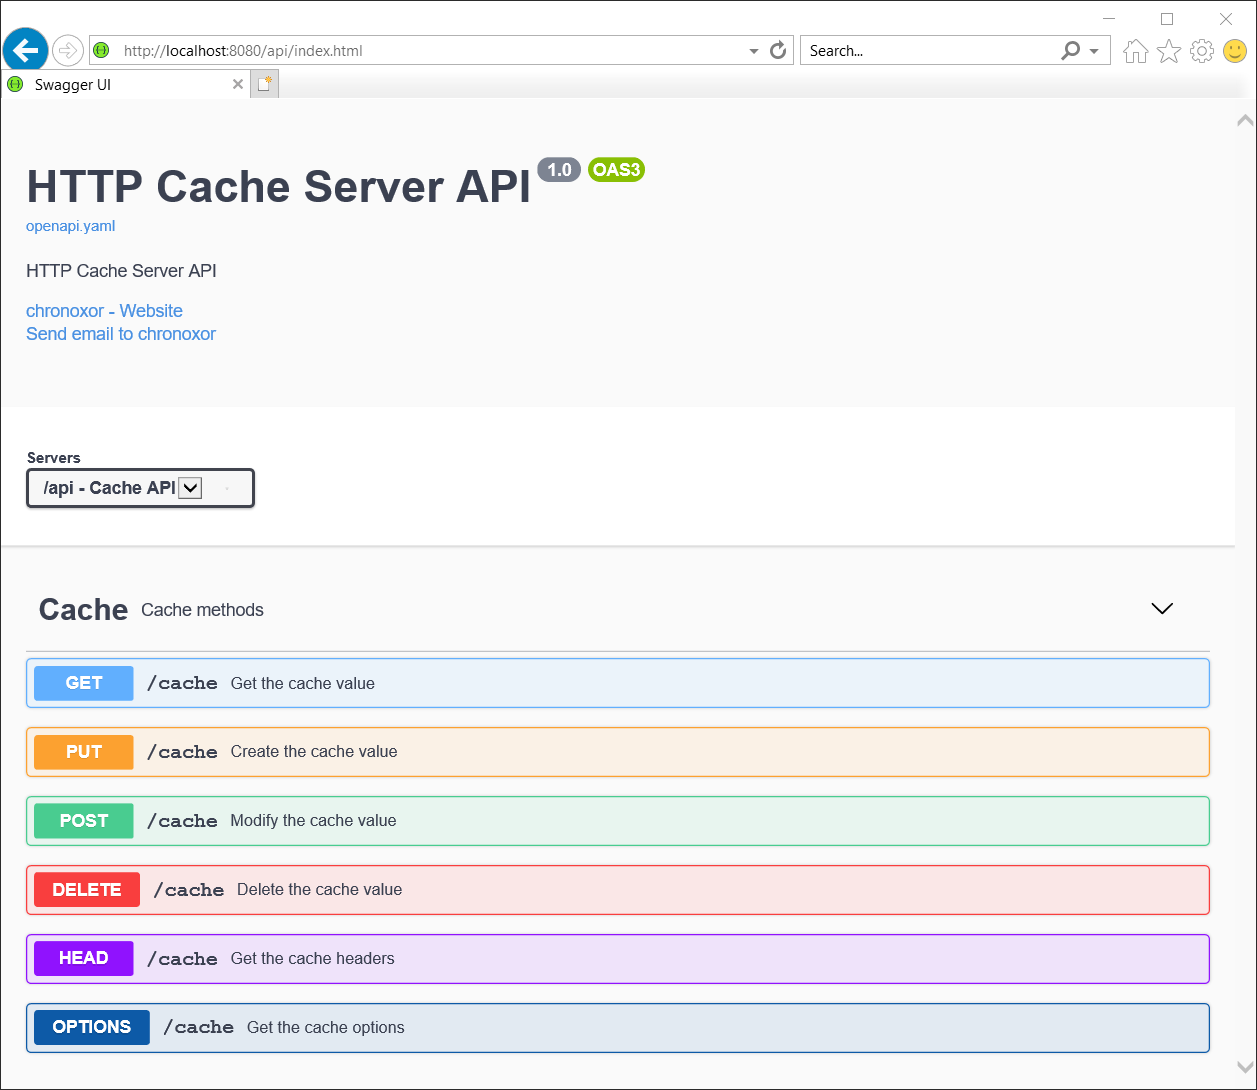 http://localhost:8080/api/index.html
Search...
Swagger UI
HTTP Cache Server API 1.0 OAS3
openapi.yaml
HTTP Cache Server API
chronoxor - Website
Send email to chronoxor
Servers
/api - Cache API
Cache Cache methods
GET /cache Get the cache value
PUT /cache Create the cache value
POST /cache Modify the cache value
DELETE /cache Delete the cache value
HEAD /cache Get the cache headers
OPTIONS /cache Get the cache options